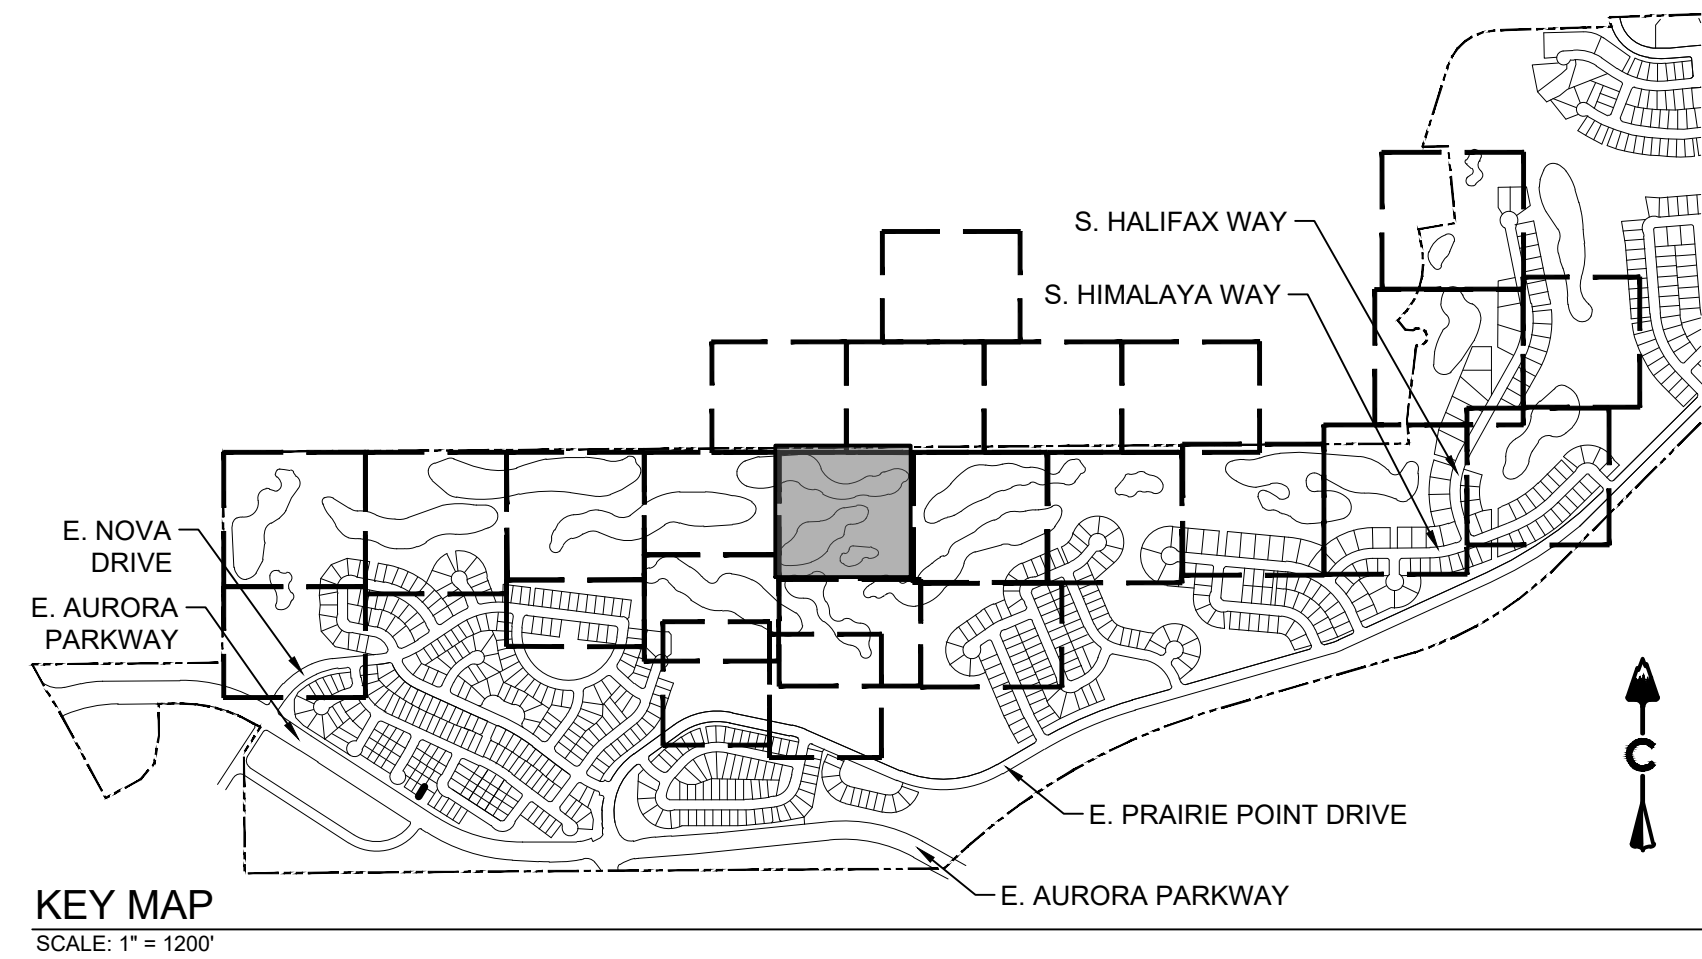 S. HALIFAX WAY
S. HIMALAYA WAY
E. NOVA
DRIVE
E. AURORA
PARKWAY
E. PRAIRIE POINT DRIVE
E. AURORA PARKWAY
KEY MAP
SCALE: 1" = 1200'